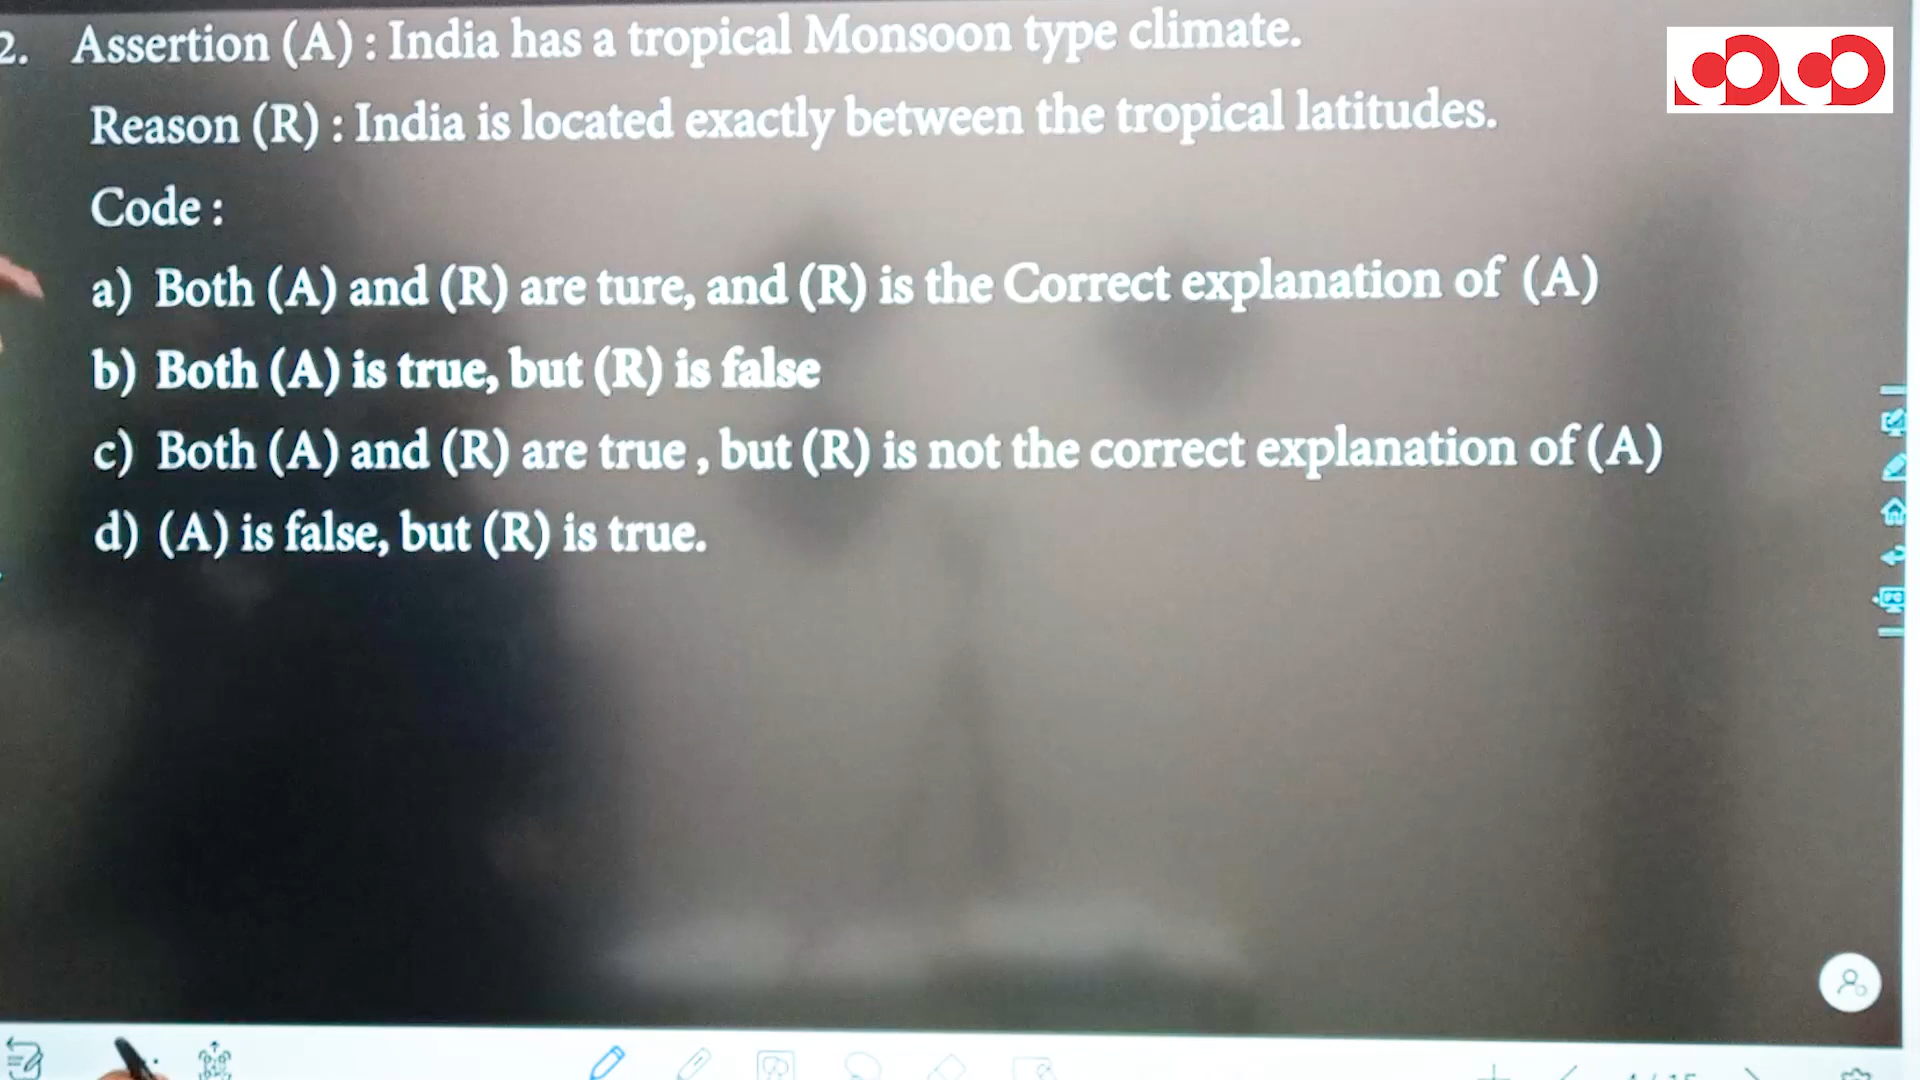 2. Assertion (A) : India has a tropical Monsoon type climate.
Reason (R) : India is located exactly between the tropical latitudes.
Code :
a) Both (A) and (R) are ture, and (R) is the Correct explanation of (A)
b) Both (A) is true, but (R) is false
c) Both (A) and (R) are true , but (R) is not the correct explanation of (A)
d) (A) is false, but (R) is true.